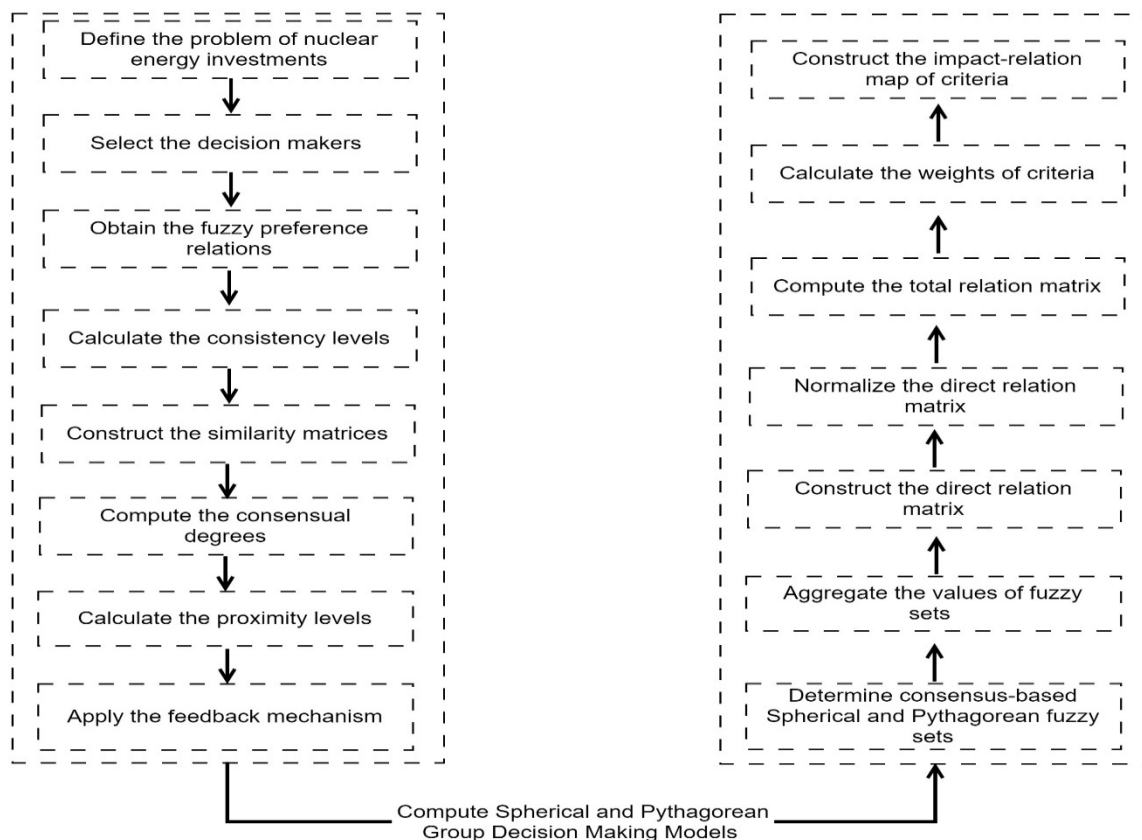 Define the problem of nuclear
energy investments
Select the decision makers
Obtain the fuzzy preference
relations
Calculate the consistency levels
Construct the similarity matrices
Compute the consensual
degrees
Calculate the proximity levels
Apply the feedback mechanism
Compute Spherical and Pythagorean
Group Decision Making Models
Determine consensus-based
Spherical and Pythagorean fuzzy
sets
Aggregate the values of fuzzy
sets
Construct the direct relation
matrix
Normalize the direct relation
matrix
Compute the total relation matrix
Calculate the weights of criteria
Construct the impact-relation
map of criteria